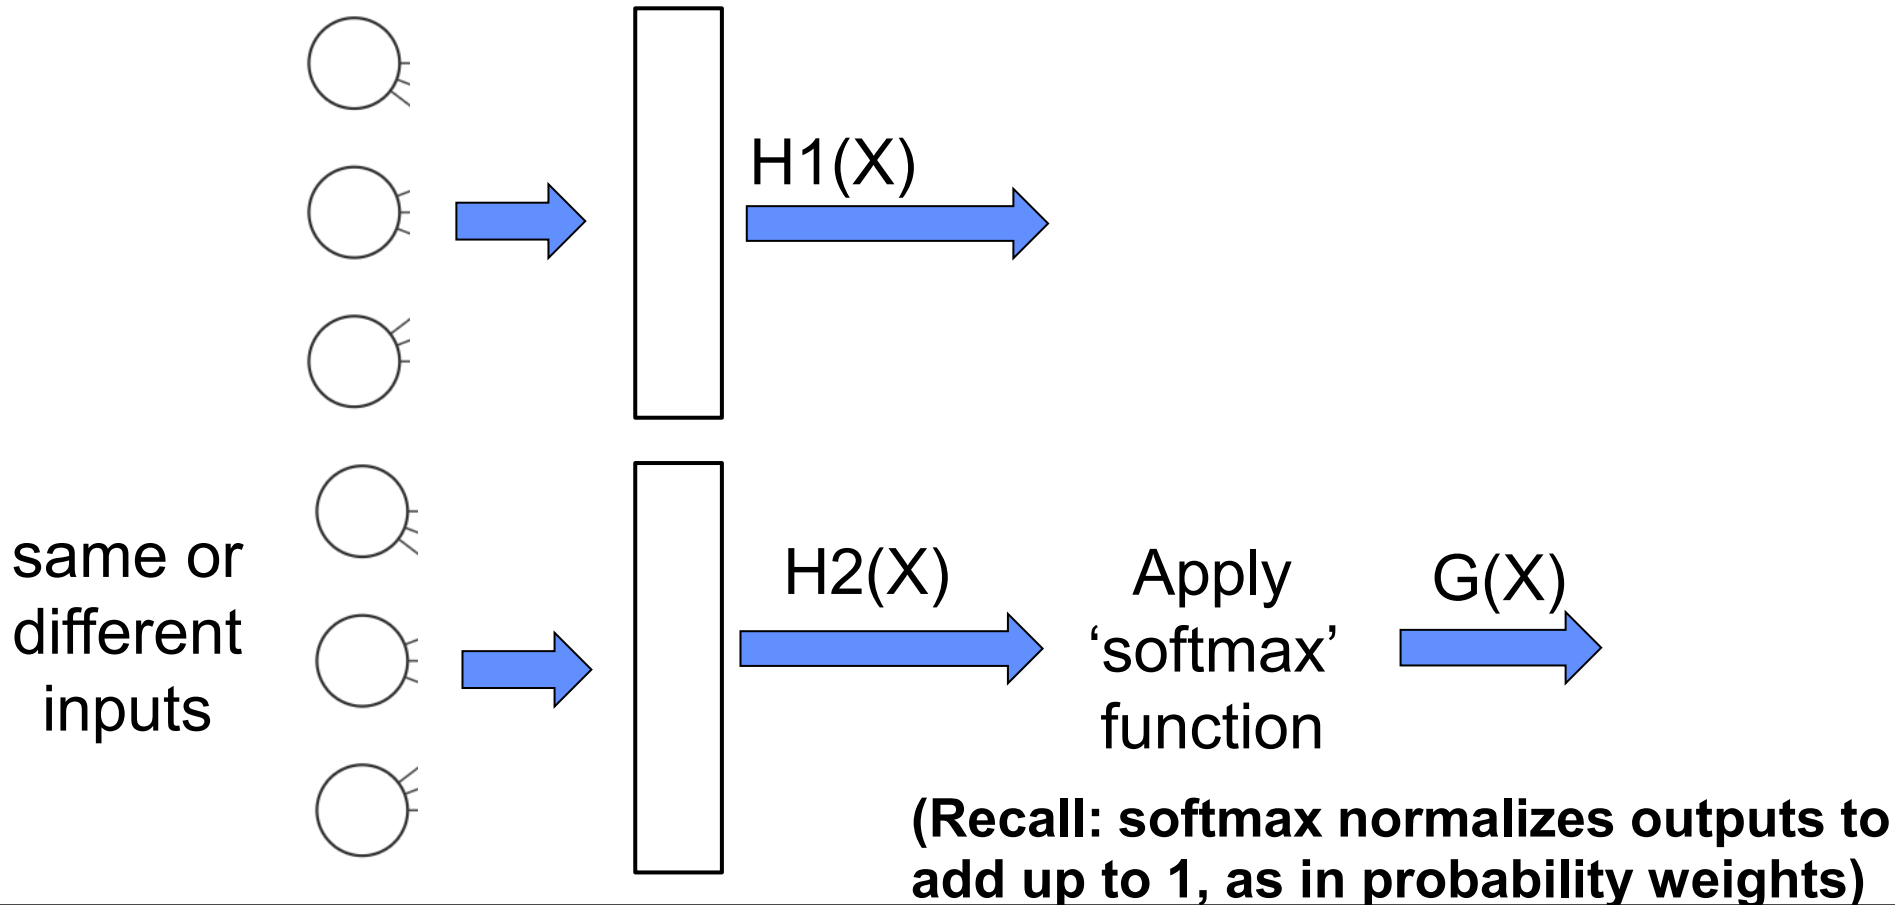 H1(X)
same or
different
inputs
H2(X)
Apply
‘softmax’
function
G(X)
(Recall: softmax normalizes outputs to
add up to 1, as in probability weights)